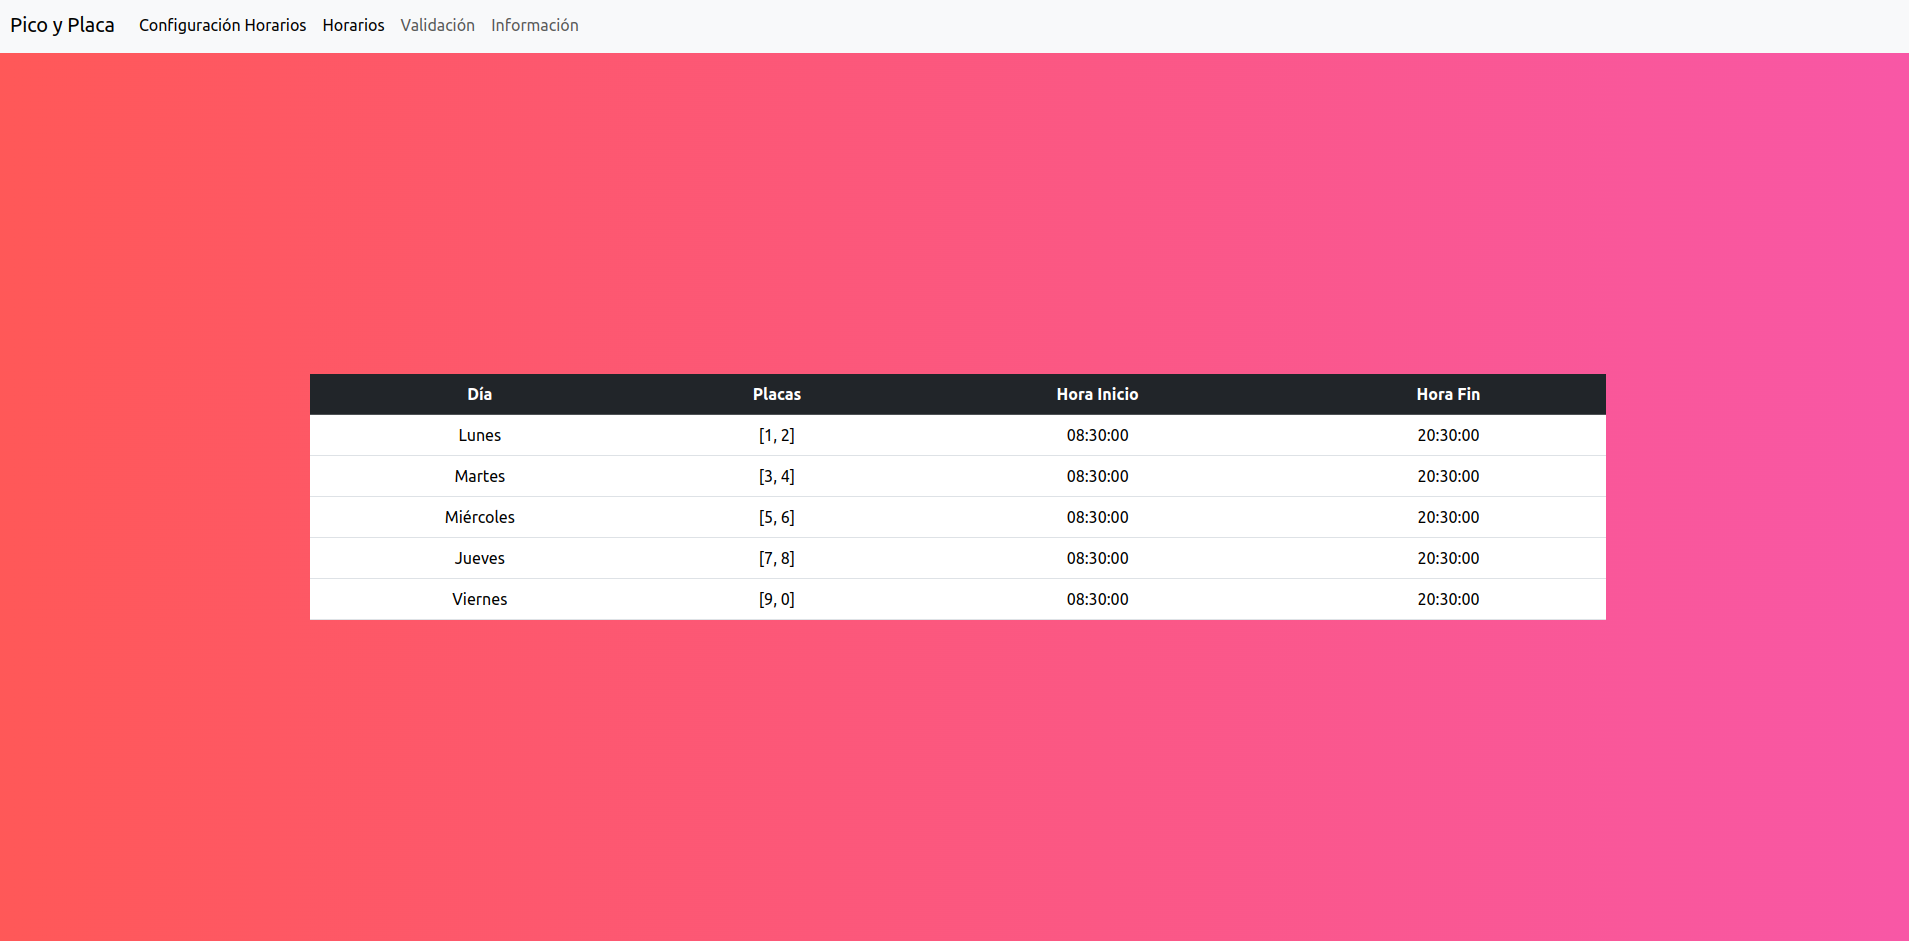 Pico y Placa Configuración Horarios Horarios Validación Información
Día Placas Hora Inicio Hora Fin
Lunes [1, 2] 08:30:00 20:30:00
Martes [3, 4] 08:30:00 20:30:00
Miércoles [5, 6] 08:30:00 20:30:00
Jueves [7, 8] 08:30:00 20:30:00
Viernes [9, 0] 08:30:00 20:30:00